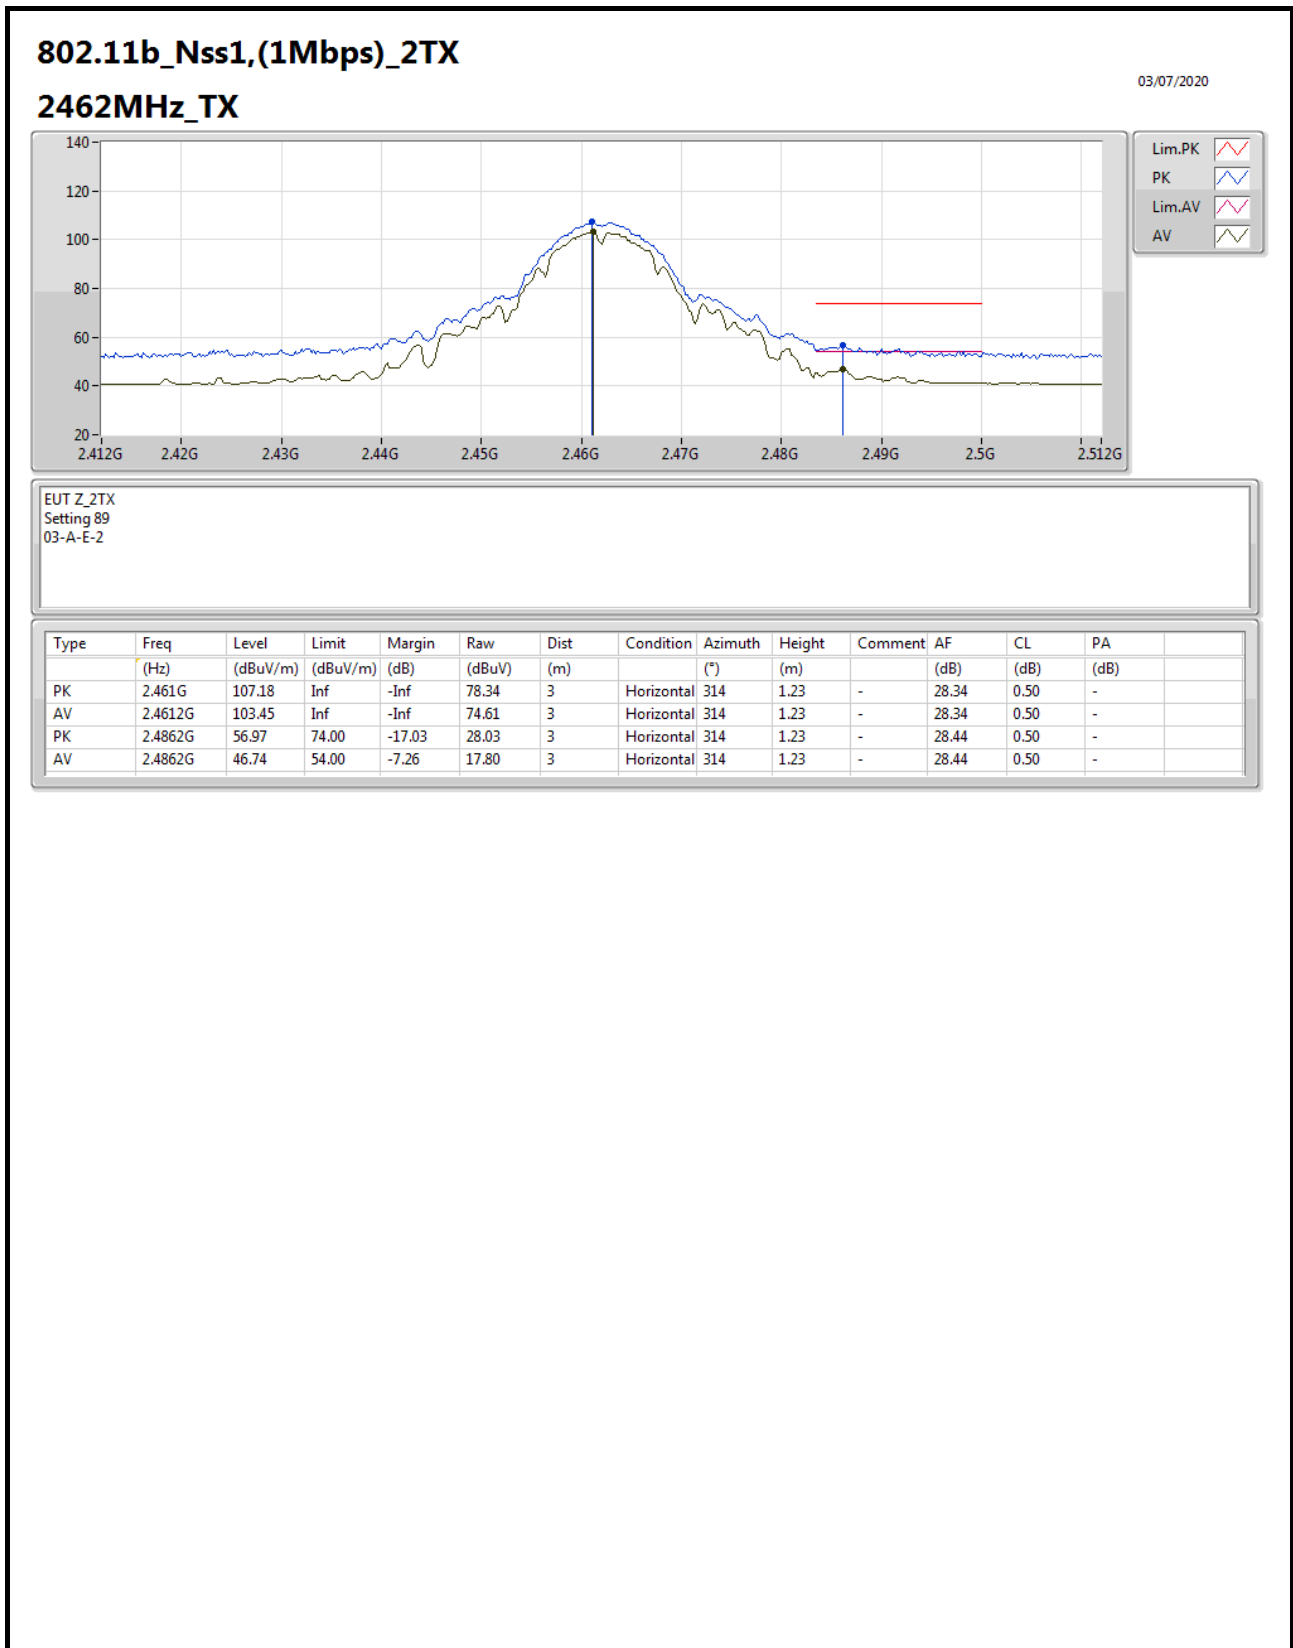 802.11b_Nss1,(1Mbps)_2TX
03/07/2020
2462MHz_TX
140
120
100
80
60
40
20
2.412G 2.42G 2.43G 2.44G 2.45G 2.46G 2.47G 2.48G 2.49G 2.5G 2.512G
Lim.PK
PK
Lim.AV
AV
EUT Z_2TX
Setting 89
03-A-E-2
Type Freq Level Limit Margin Raw Dist Condition Azimuth Height Comment AF CL PA
(Hz) (dBuV/m) (dBuV/m) (dB) (dBuV) (m) (°) (m) (dB) (dB) (dB)
PK 2.461G 107.18 Inf -Inf 78.34 3 Horizontal 314 1.23 - 28.34 0.50 -
AV 2.4612G 103.45 Inf -Inf 74.61 3 Horizontal 314 1.23 - 28.34 0.50 -
PK 2.4862G 56.97 74.00 -17.03 28.03 3 Horizontal 314 1.23 - 28.44 0.50 -
AV 2.4862G 46.74 54.00 -7.26 17.80 3 Horizontal 314 1.23 - 28.44 0.50 -